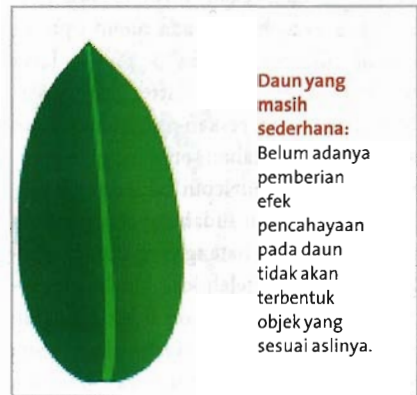 Daun yang
masih
sederhana:
Belum adanya
pemberian
efek
pencahayaan
pada daun
tidak akan
terbentuk
objek yang
sesuai aslinya.